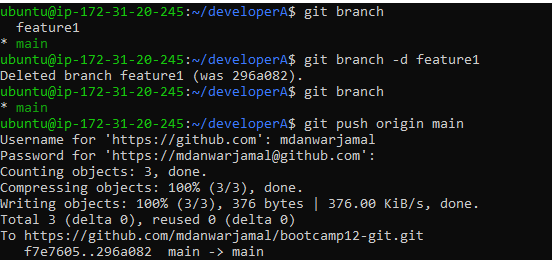 ubuntu@ip-172-31-20-245:~/developerA$ git branch
  feature1
* main
ubuntu@ip-172-31-20-245:~/developerA$ git branch -d feature1
Deleted branch feature1 (was 296a082).
ubuntu@ip-172-31-20-245:~/developerA$ git branch
* main
ubuntu@ip-172-31-20-245:~/developerA$ git push origin main
Username for 'https://github.com': mdanwarjamal
Password for 'https://mdanwarjamal@github.com':
Counting objects: 3, done.
Compressing objects: 100% (3/3), done.
Writing objects: 100% (3/3), 376 bytes | 376.00 KiB/s, done.
Total 3 (delta 0), reused 0 (delta 0)
To https://github.com/mdanwarjamal/bootcamp12-git.git
   f7e7605..296a082  main -> main